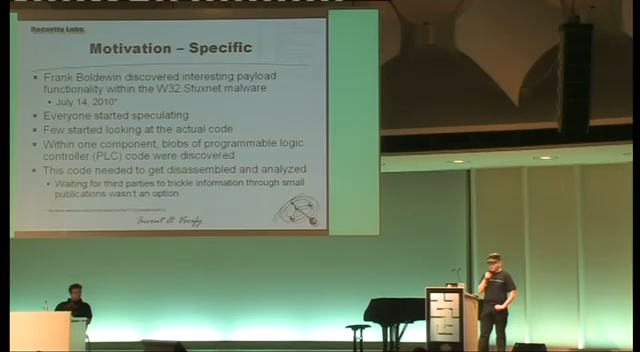 Recurity Labs
Motivation – Specific
Frank Boldewin discovered interesting payload
functionality within the W32 Stuxnet malware
July 14, 2010*
Everyone started speculating
Few started looking at the actual code
Within one component, blobs of programmable logic
controller (PLC) code were discovered
This code needed to get disassembled and analyzed
Waiting for third parties to trickle information through small
publications wasn't an option.
Invent & Verify